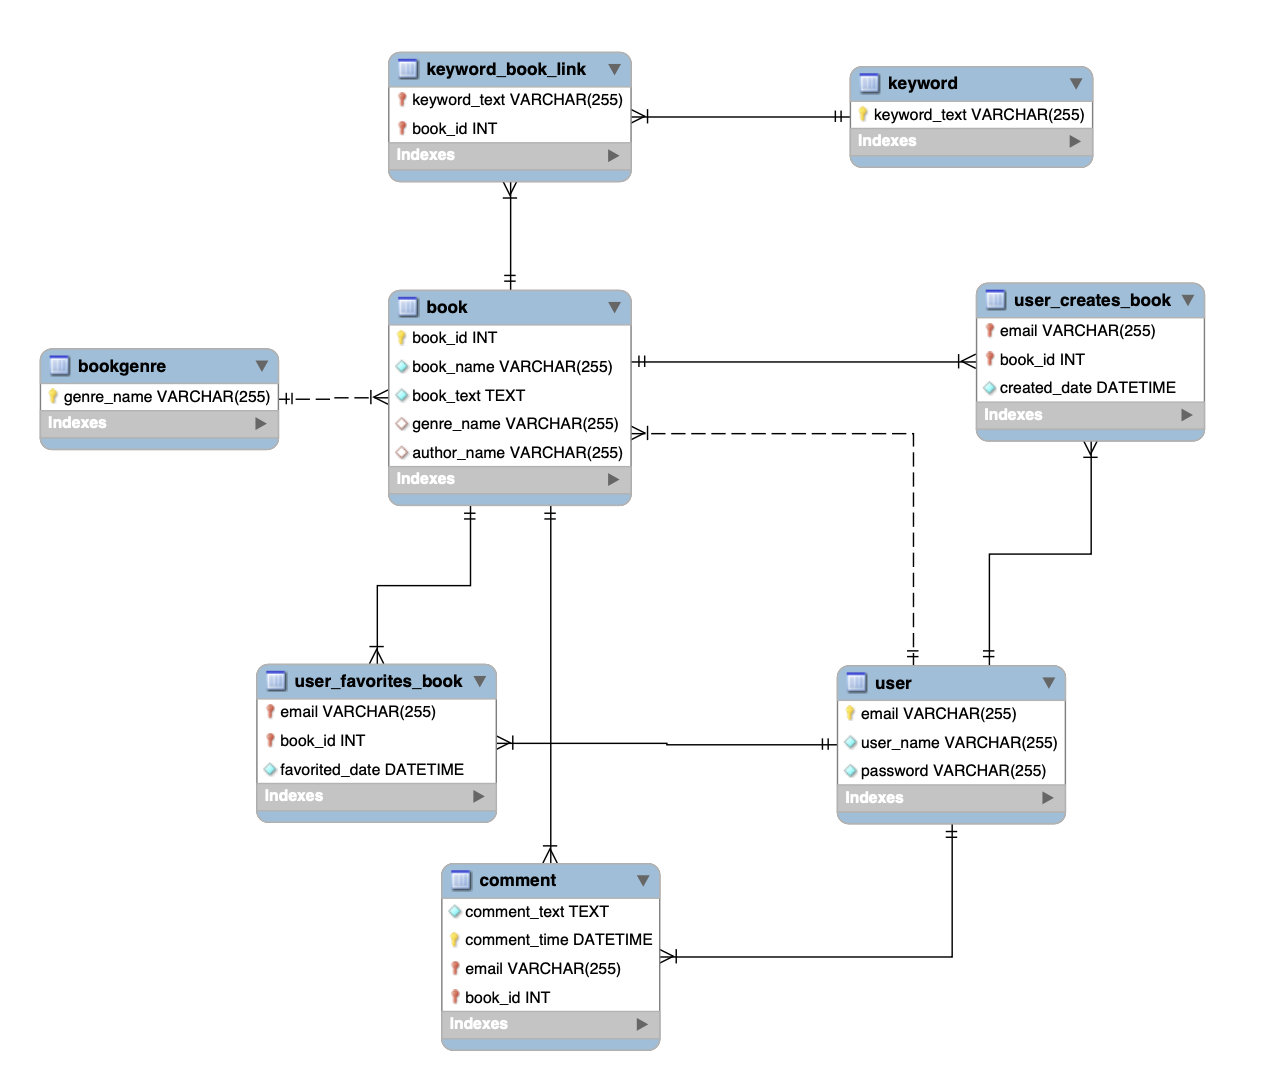 keyword_book_link
keyword_text VARCHAR(255)
book_id INT
Indexes
keyword
keyword_text VARCHAR(255)
Indexes
book
book_id INT
book_name VARCHAR(255)
book_text TEXT
genre_name VARCHAR(255)
author_name VARCHAR(255)
Indexes
user_creates_book
email VARCHAR(255)
book_id INT
created_date DATETIME
Indexes
bookgenre
genre_name VARCHAR(255)
Indexes
user_favorites_book
email VARCHAR(255)
book_id INT
favorited_date DATETIME
Indexes
user
email VARCHAR(255)
user_name VARCHAR(255)
password VARCHAR(255)
Indexes
comment
comment_text TEXT
comment_time DATETIME
email VARCHAR(255)
book_id INT
Indexes